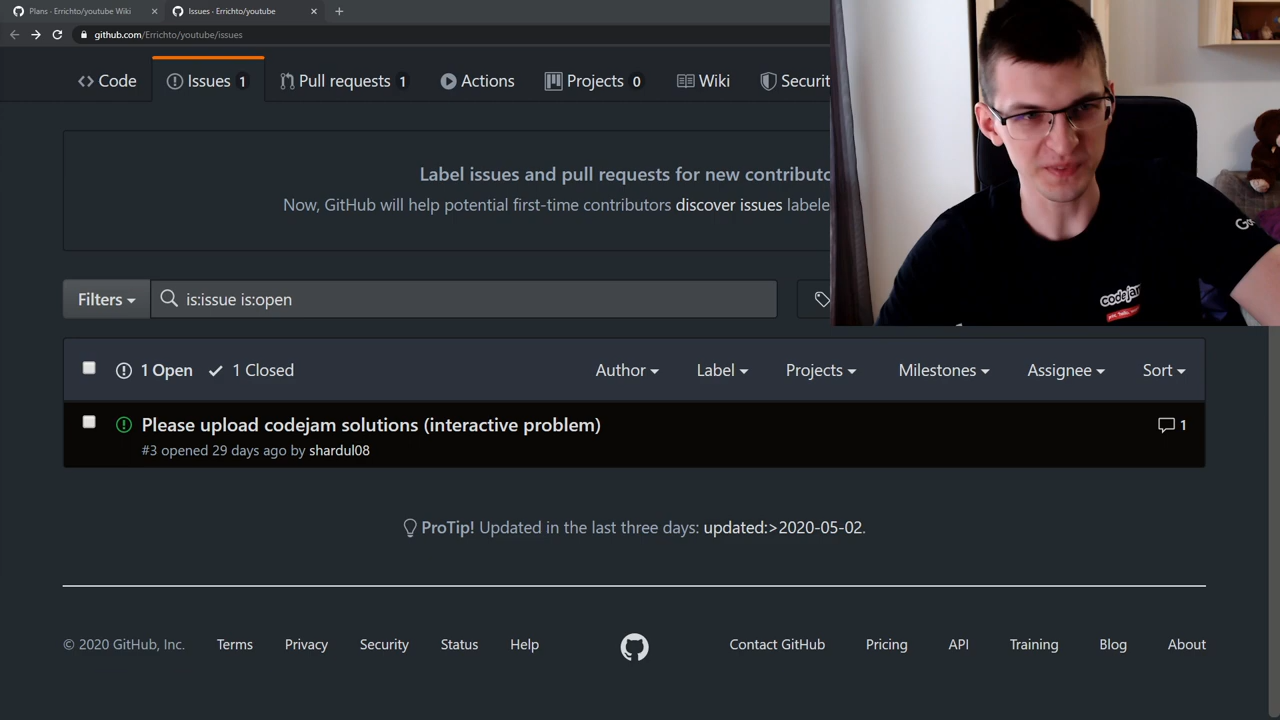 Plans · Errichto/youtube Wiki
Issues · Errichto/youtube
github.com/Errichto/youtube/issues
Code
Issues 1
Pull requests 1
Actions
Projects 0
Wiki
Securit
Label issues and pull requests for new contributo
Now, GitHub will help potential first-time contributors discover issues labele
Filters
is:issue is:open
1 Open
1 Closed
Author
Label
Projects
Milestones
Assignee
Sort
Please upload codejam solutions (interactive problem)
1
#3 opened 29 days ago by shardul08
ProTip! Updated in the last three days: updated:>2020-05-02.
© 2020 GitHub, Inc.
Terms
Privacy
Security
Status
Help
Contact GitHub
Pricing
API
Training
Blog
About
codejam